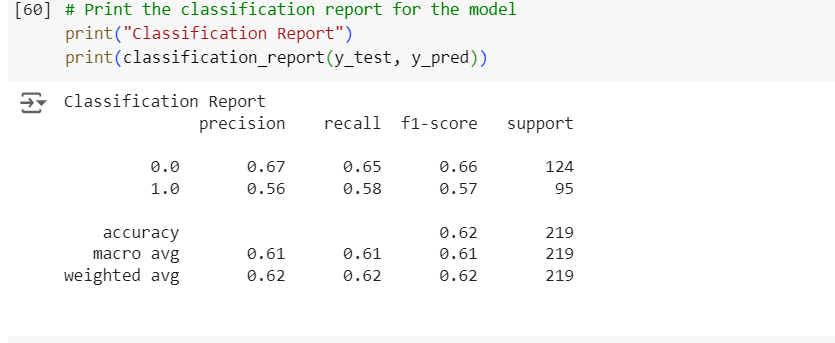 [60] # Print the classification report for the model
print("Classification Report")
print(classification_report(y_test, y_pred))
Classification Report
precision recall f1-score support
0.0 0.67 0.65 0.66 124
1.0 0.56 0.58 0.57 95
accuracy 0.62 219
macro avg 0.61 0.61 0.61 219
weighted avg 0.62 0.62 0.62 219